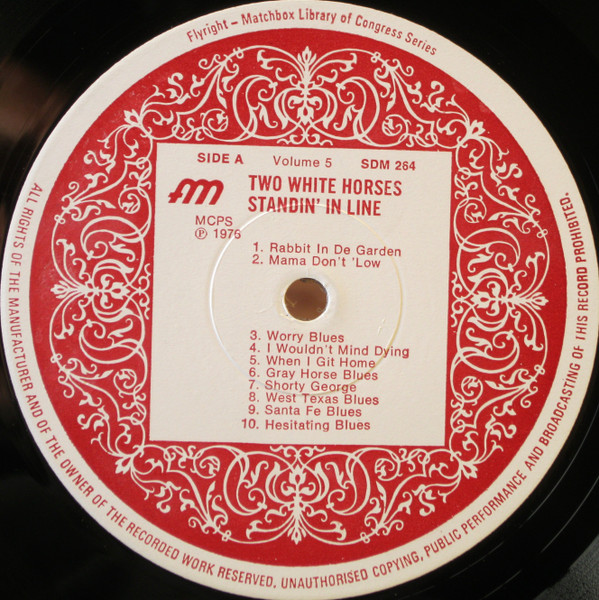 Flyright – Matchbox Library of Congress Series
SIDE A Volume 5 SDM 264
fm
TWO WHITE HORSES
STANDIN' IN LINE
MCPS
℗ 1976
1. Rabbit In De Garden
2. Mama Don't 'Low
3. Worry Blues
4. I Wouldn't Mind Dying
5. When I Git Home
6. Gray Horse Blues
7. Shorty George
8. West Texas Blues
9. Santa Fe Blues
10. Hesitating Blues
ALL RIGHTS OF THE MANUFACTURER AND OF THE OWNER OF THE RECORDED WORK RESERVED, UNAUTHORISED COPYING, PUBLIC PERFORMANCE AND BROADCASTING OF THIS RECORD PROHIBITED.